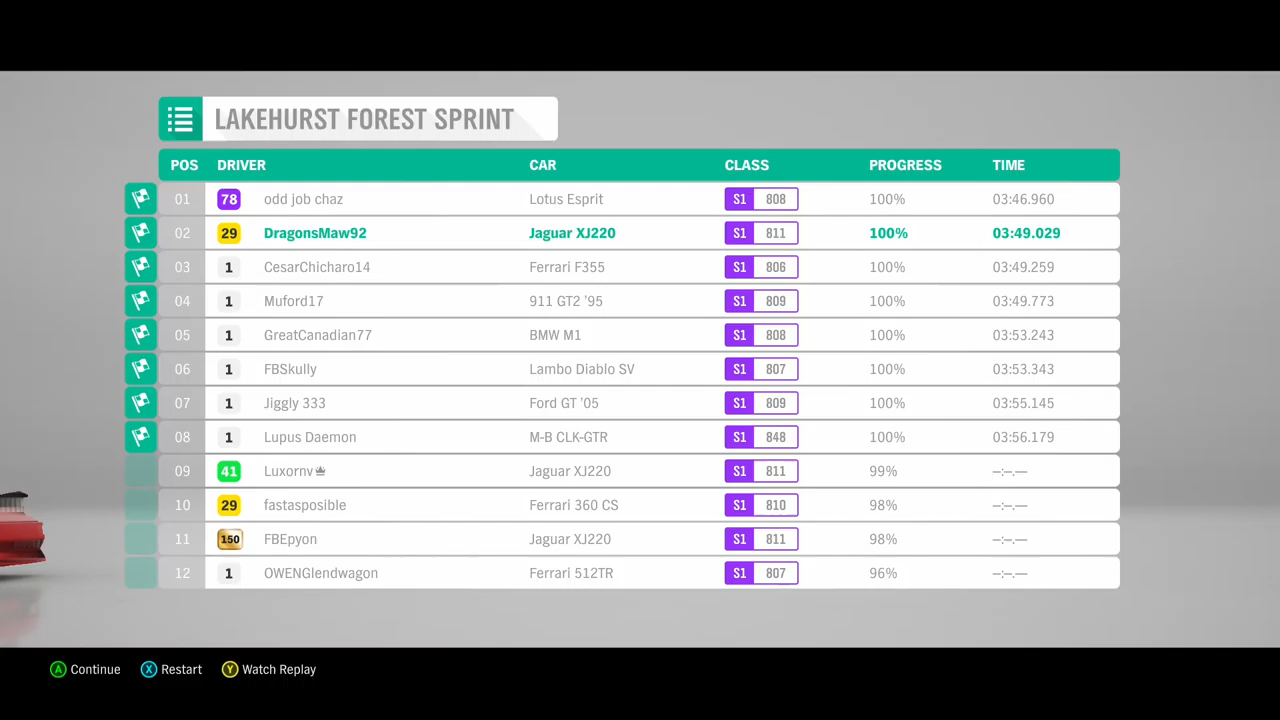 LAKEHURST FOREST SPRINT
POS DRIVER CAR CLASS PROGRESS TIME
01 78 odd job chaz Lotus Esprit S1 808 100% 03:46.960
02 29 DragonsMaw92 Jaguar XJ220 S1 811 100% 03:49.029
03 1 CesarChicharo14 Ferrari F355 S1 806 100% 03:49.259
04 1 Muford17 911 GT2 '95 S1 809 100% 03:49.773
05 1 GreatCanadian77 BMW M1 S1 808 100% 03:53.243
06 1 FBSkully Lambo Diablo SV S1 807 100% 03:53.343
07 1 Jiggly 333 Ford GT '05 S1 809 100% 03:55.145
08 1 Lupus Daemon M-B CLK-GTR S1 848 100% 03:56.179
09 41 Luxornv Jaguar XJ220 S1 811 99% --:--.---
10 29 fastasposible Ferrari 360 CS S1 810 98% --:--.---
11 150 FBEpyon Jaguar XJ220 S1 811 98% --:--.---
12 1 OWENGlendwagon Ferrari 512TR S1 807 96% --:--.---
A Continue X Restart Y Watch Replay